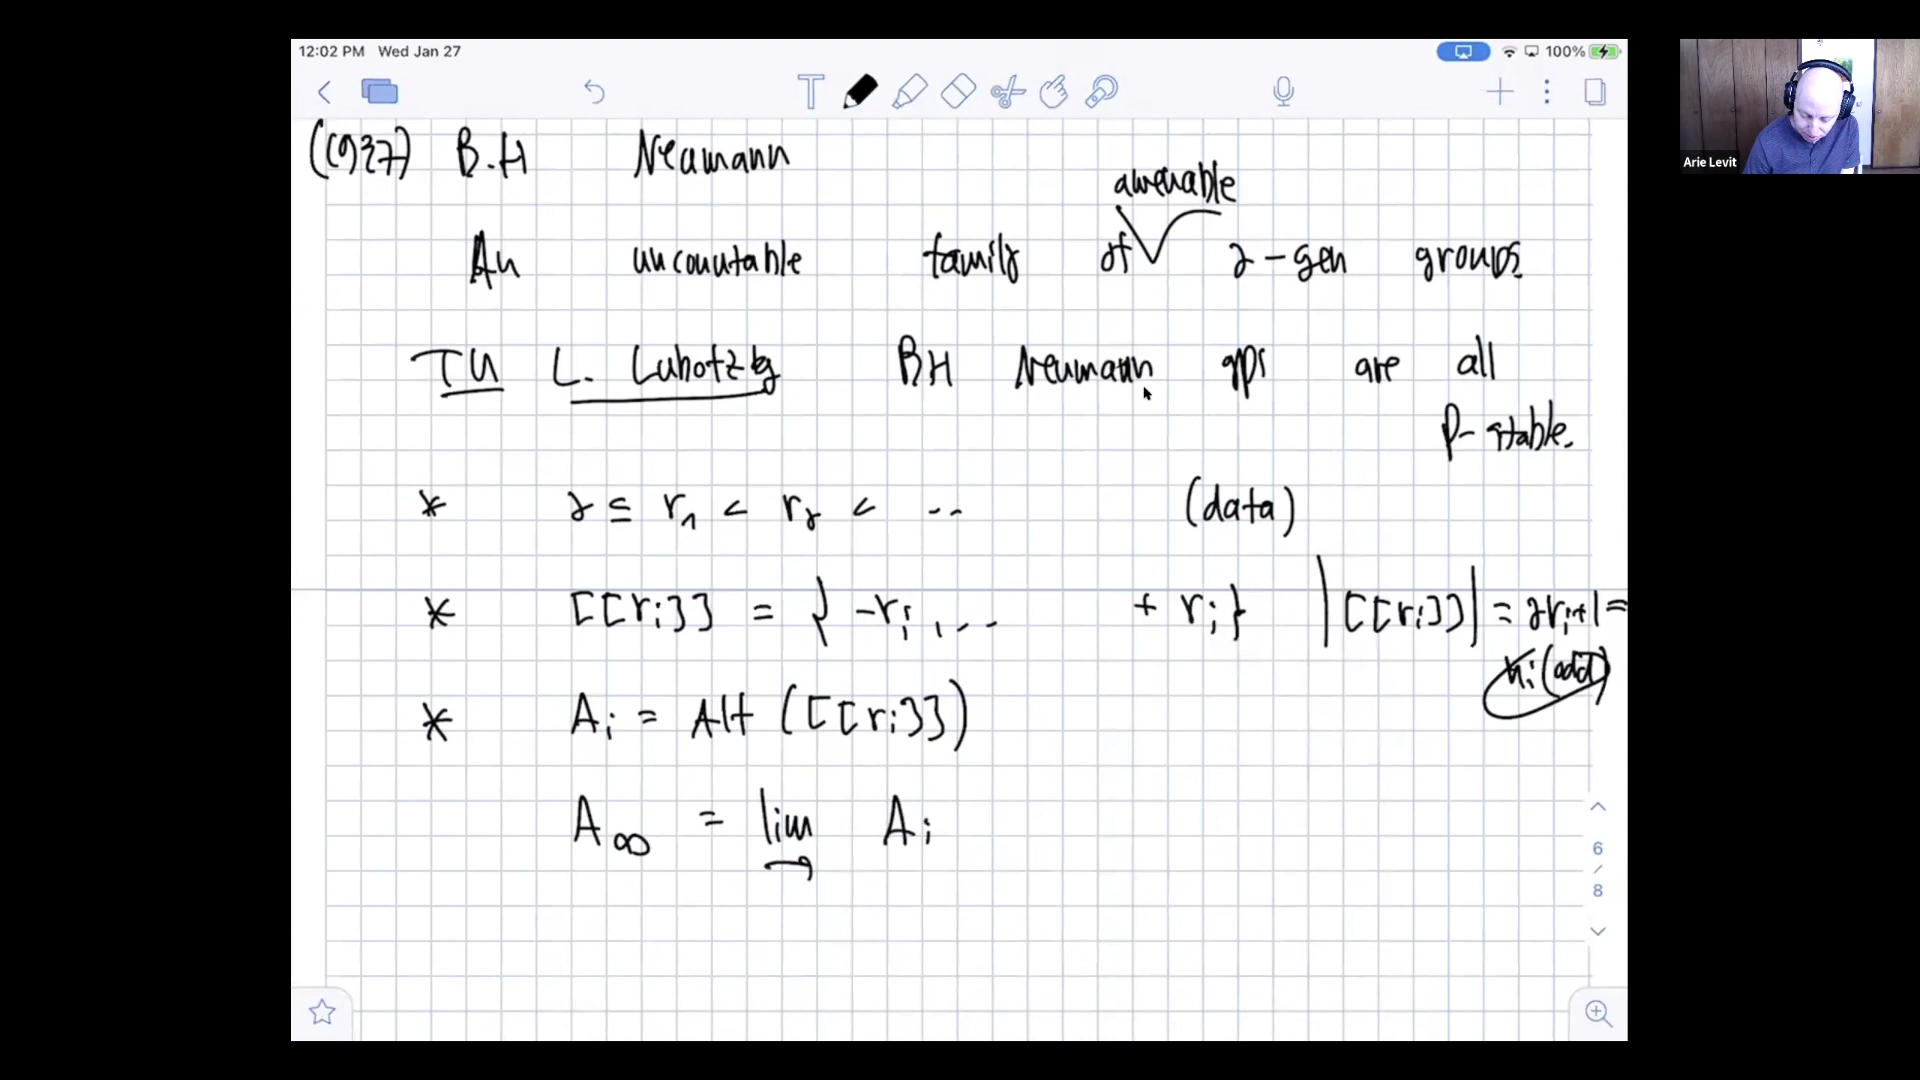 12:02 PM Wed Jan 27
100%
(1937) B.H Neumann
amenable
An uncountable family of 2-gen groups
TH L. Lubotzky BH Neumann gps are all
P-stable.
* 2 ≤ r₁ < r₂ < ... (data)
* [[rᵢ]] = {-rᵢ, ... + rᵢ} |[[rᵢ]]| = 2rᵢ+1 =
nᵢ (odd)
* Aᵢ = Alt ([[rᵢ]])
A∞ = lim Aᵢ
→
6
/
8
Arie Levit